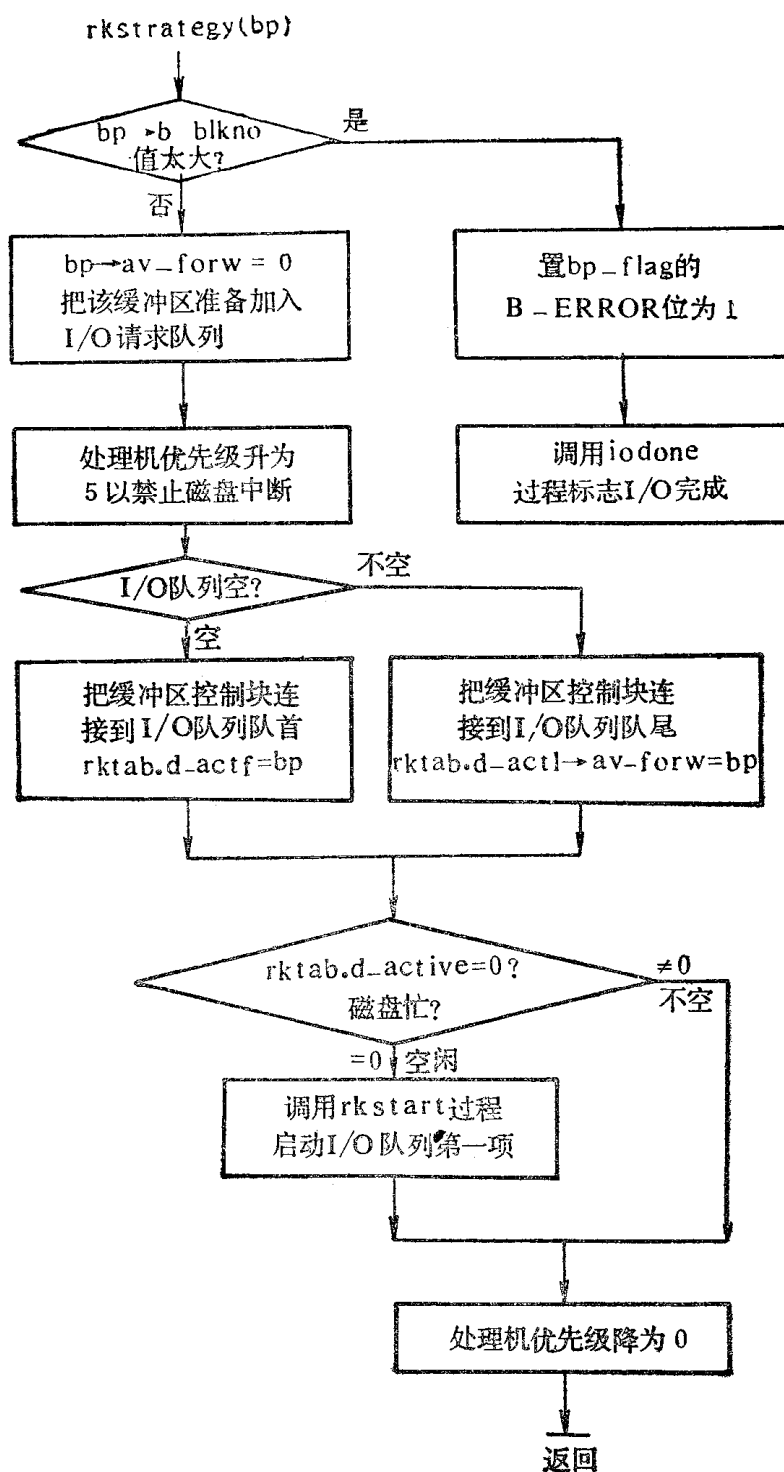 rkstrategy(bp)
bp→b blkno
值太大?
是
否
bp→av_forw = 0
把该缓冲区准备加入
I/O请求队列
置bp_flag的
B_ERROR位为1
处理机优先级升为
5以禁止磁盘中断
调用iodone
过程标志I/O完成
I/O队列空?
不空
空
把缓冲区控制块连
接到I/O队列队首
rktab.d_actf=bp
把缓冲区控制块连
接到I/O队列队尾
rktab.d_actl→av_forw=bp
rktab.d_active=0?
磁盘忙?
≠0
不空
=0 空闲
调用rkstart过程
启动I/O队列第一项
处理机优先级降为0
返回